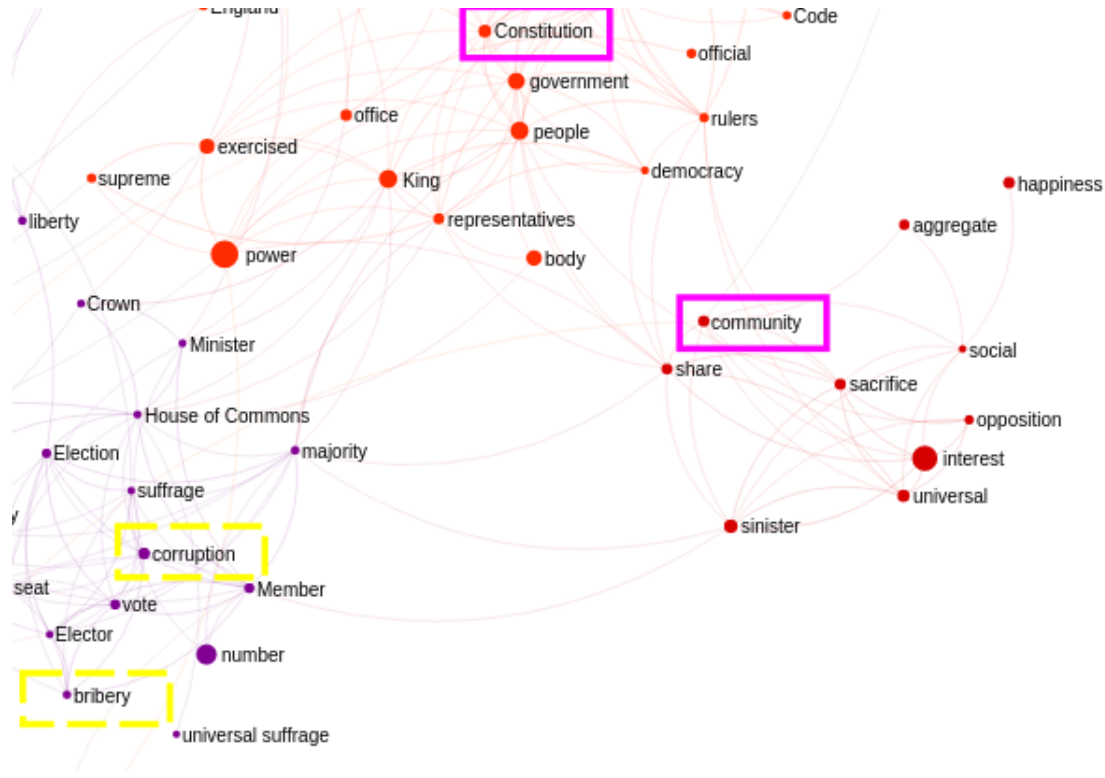 England
Code
Constitution
official
government
office
rulers
people
exercised
democracy
supreme
King
happiness
representatives
liberty
aggregate
power
body
Crown
community
Minister
social
share
sacrifice
House of Commons
opposition
Election
majority
interest
suffrage
universal
y
sinister
corruption
seat
Member
vote
Elector
number
bribery
universal suffrage